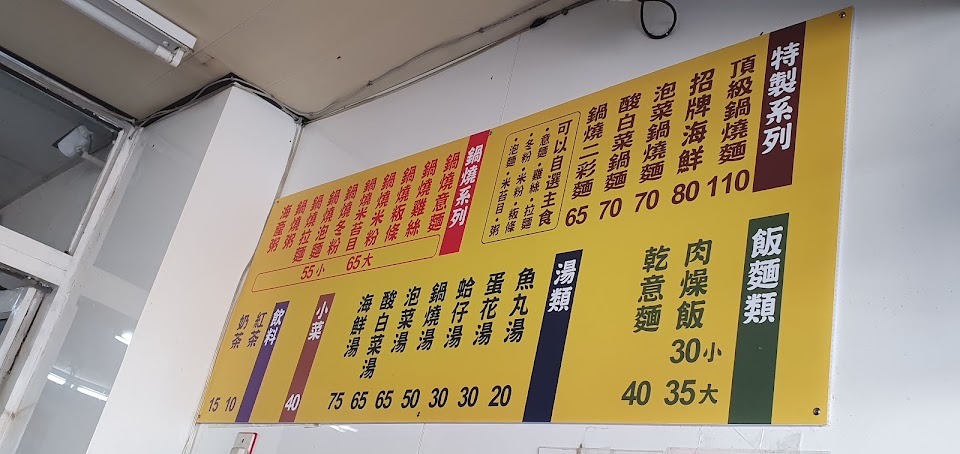 特製系列
頂級鍋燒麵 110
招牌海鮮 80
泡菜鍋燒麵 70
酸白菜鍋麵 70
鍋燒二彩麵 65
可以自選主食
・意麵・雞絲・拉麵
・冬粉・米粉・粄條
・泡麵・米苔目・粥
鍋燒系列
鍋燒意麵
鍋燒雞絲
鍋燒粄條
鍋燒米粉
鍋燒米苔目
鍋燒冬粉
鍋燒泡麵
鍋燒拉麵
鍋燒粥
海產粥
65大
55小
飯麵類
肉燥飯 30小 35大
乾意麵 40
湯類
魚丸湯 20
蛋花湯 30
蛤仔湯 30
鍋燒湯 50
泡菜湯 65
酸白菜湯 65
海鮮湯 75
小菜 40
飲料
紅茶 10
奶茶 15